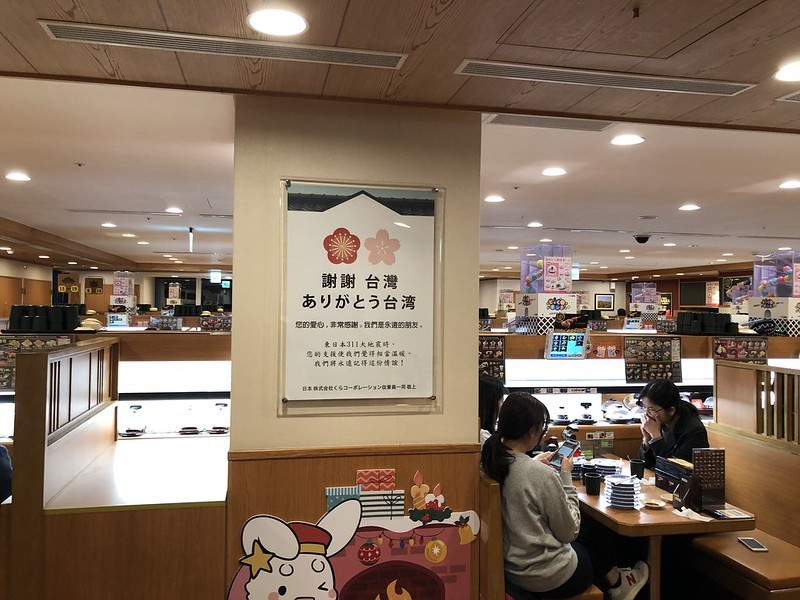 謝謝 台灣
ありがとう台湾
您的愛心，非常感謝。我們是永遠的朋友。
東日本311大地震時，
您的支援使我們覺得相當溫暖。
我們將永遠記得這份情誼！
日本 株式会社くらコーポレーション従業員一同 敬上